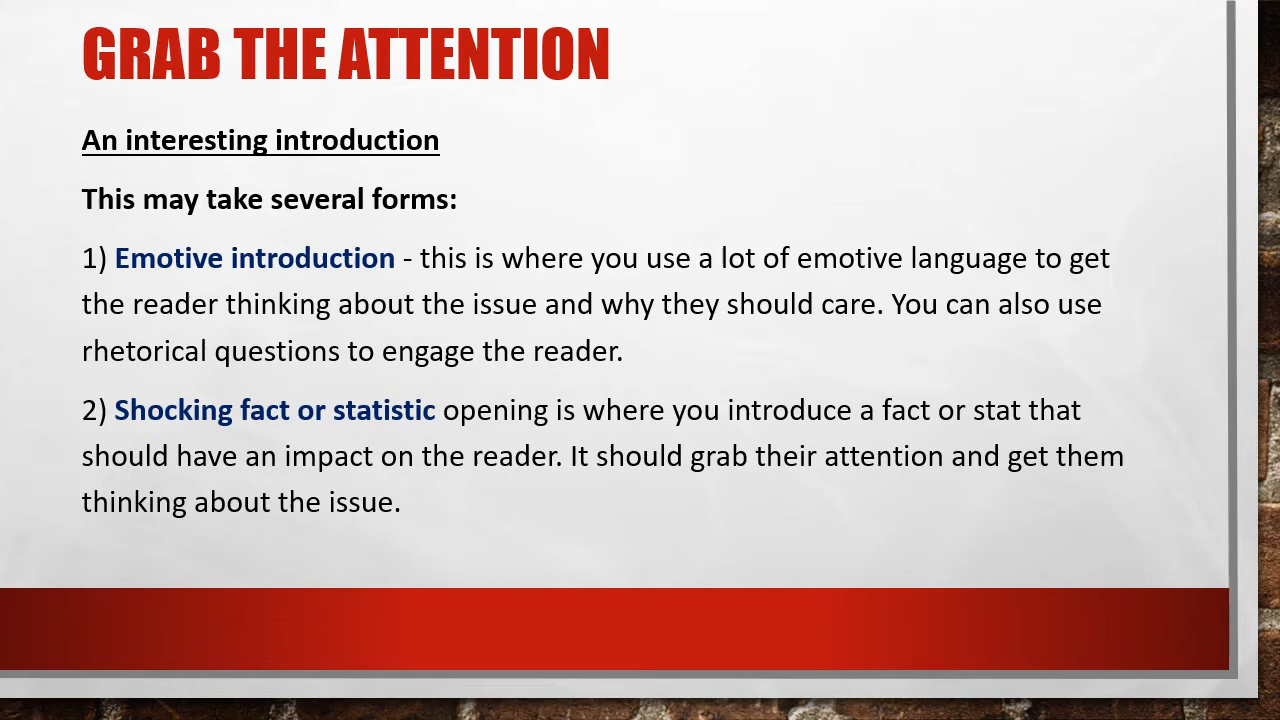 GRAB THE ATTENTION
An interesting introduction
This may take several forms:
1) Emotive introduction - this is where you use a lot of emotive language to get
the reader thinking about the issue and why they should care. You can also use
rhetorical questions to engage the reader.
2) Shocking fact or statistic opening is where you introduce a fact or stat that
should have an impact on the reader. It should grab their attention and get them
thinking about the issue.